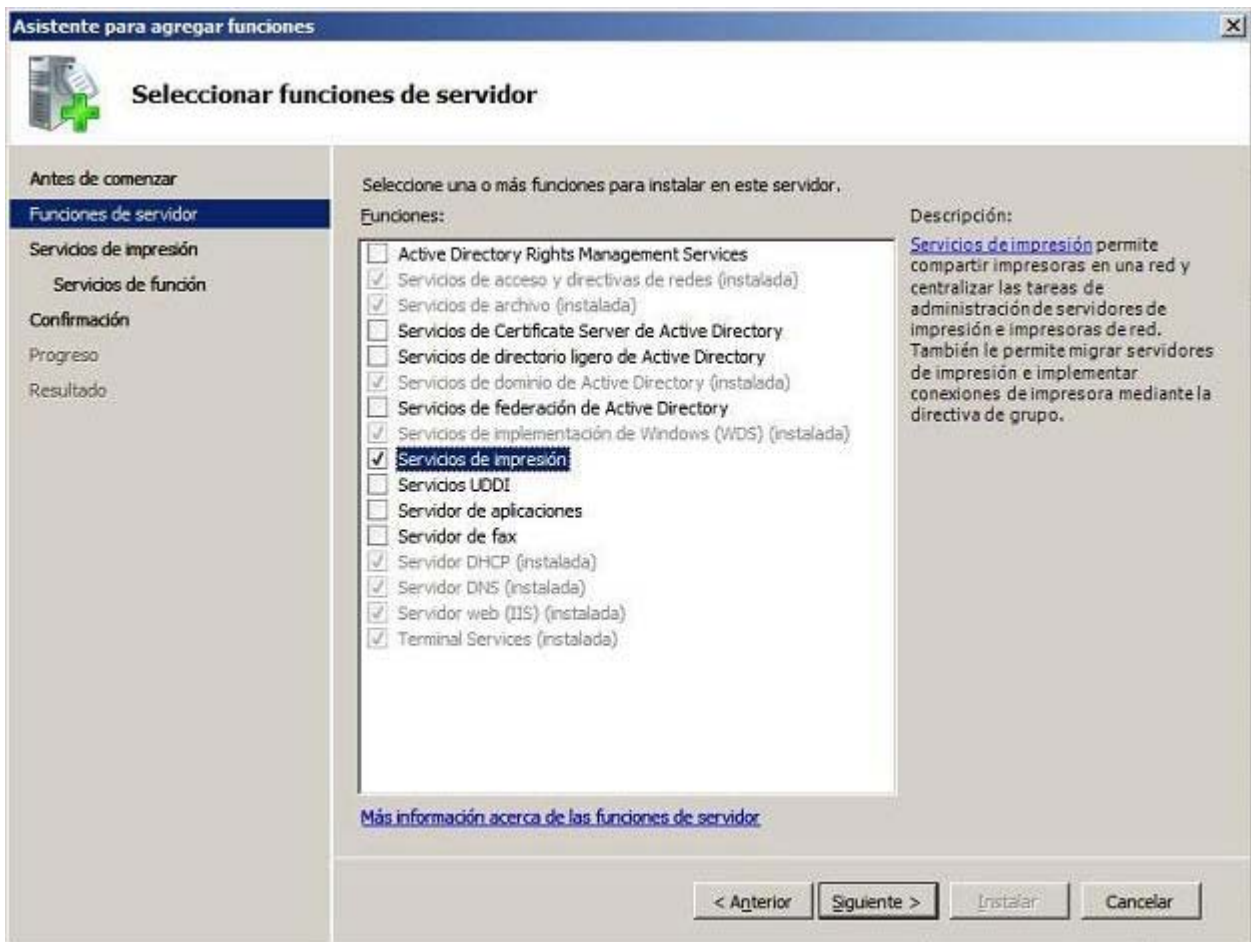 Asistente para agregar funciones
Seleccionar funciones de servidor
Antes de comenzar
Funciones de servidor
Servicios de impresión
Servicios de función
Confirmación
Progreso
Resultado
Seleccione una o más funciones para instalar en este servidor.
Funciones:
Active Directory Rights Management Services
Servicios de acceso y directivas de redes (instalada)
Servicios de archivo (instalada)
Servicios de Certificate Server de Active Directory
Servicios de directorio ligero de Active Directory
Servicios de dominio de Active Directory (instalada)
Servicios de federación de Active Directory
Servicios de implementación de Windows (WDS) (instalada)
Servicios de impresión
Servicios UDDI
Servidor de aplicaciones
Servidor de fax
Servidor DHCP (instalada)
Servidor DNS (instalada)
Servidor web (IIS) (instalada)
Terminal Services (instalada)
Más información acerca de las funciones de servidor
Descripción:
Servicios de impresión permite
compartir impresoras en una red y
centralizar las tareas de
administración de servidores de
impresión e impresoras de red.
También le permite migrar servidores
de impresión e implementar
conexiones de impresora mediante la
directiva de grupo.
< Anterior
Siguiente >
Instalar
Cancelar